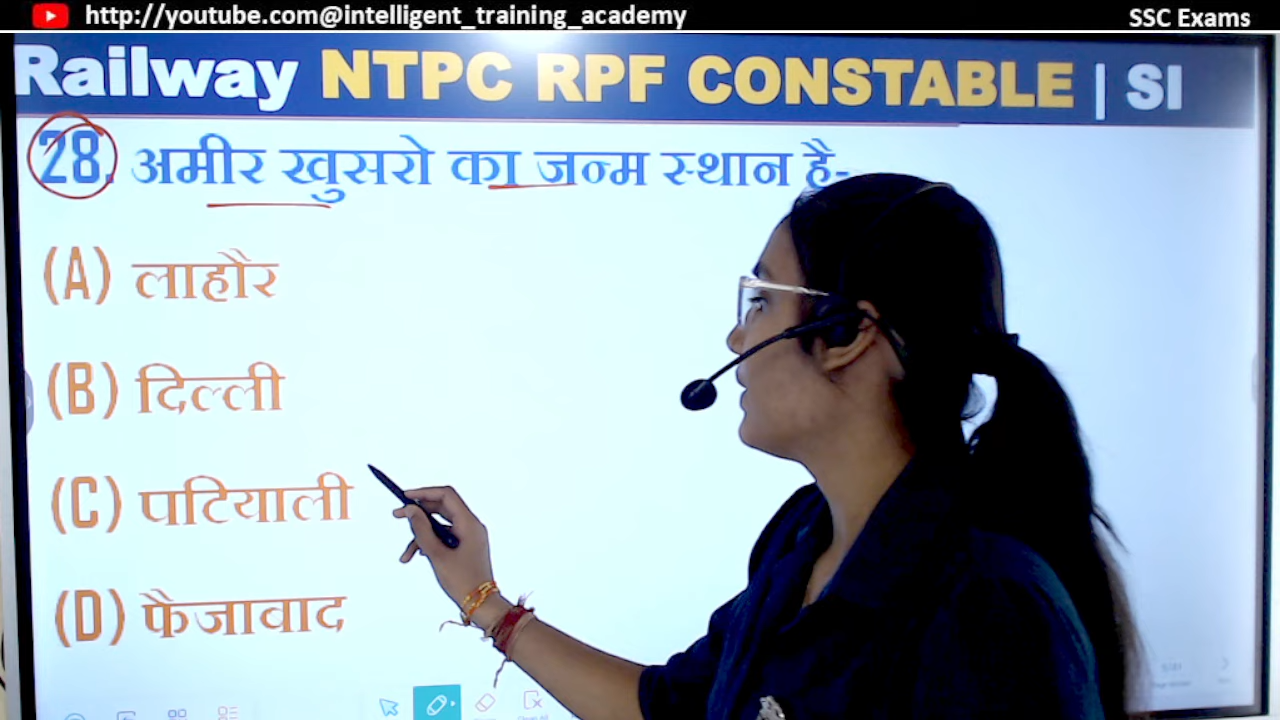 http://youtube.com@intelligent_training_academy
SSC Exams
Railway NTPC RPF CONSTABLE | SI
28. अमीर खुसरो का जन्म स्थान है-
(A) लाहौर
(B) दिल्ली
(C) पटियाली
(D) फैजावाद